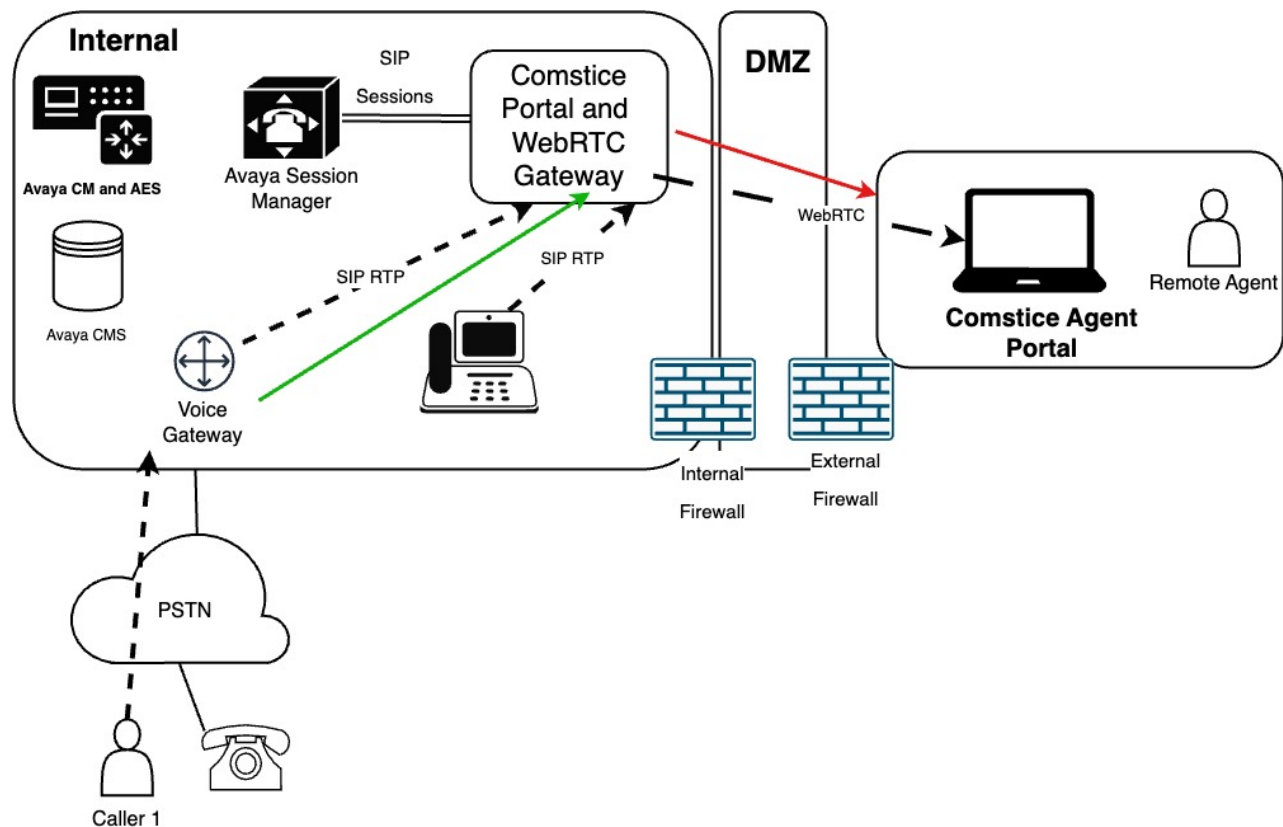 Internal
DMZ
SIP
Sessions
Comstice
Portal and
WebRTC
Gateway
Avaya CM and AES
Avaya Session
Manager
WebRTC
SIP RTP
SIP RTP
Remote Agent
Avaya CMS
Comstice Agent
Portal
Voice
Gateway
Internal
Firewall
External
Firewall
PSTN
Caller 1